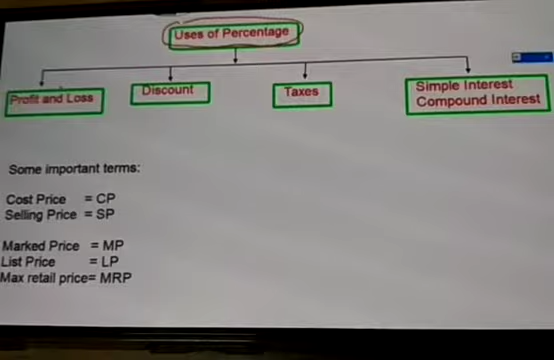 Uses of Percentage
Profit and Loss
Discount
Taxes
Simple Interest
Compound Interest
Some important terms:
Cost Price = CP
Selling Price = SP
Marked Price = MP
List Price = LP
Max retail price= MRP